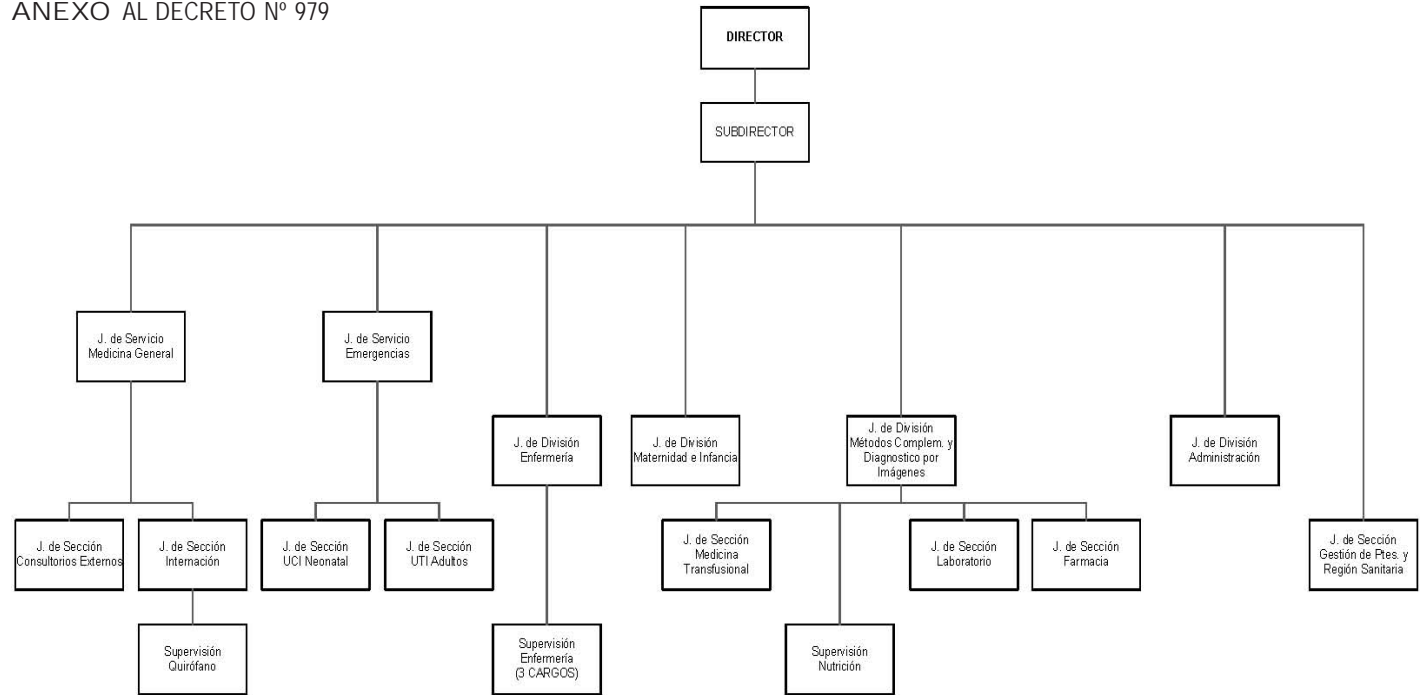 ANEXO AL DECRETO Nº 979
DIRECTOR
SUBDIRECTOR
J. de Servicio
Medicina General
J. de Servicio
Emergencias
J. de División
Enfermería
J. de División
Maternidad e Infancia
J. de División
Métodos Complem. y
Diagnostico por
Imágenes
J. de División
Administración
J. de Sección
Consultorios Externos
J. de Sección
Internación
J. de Sección
UCI Neonatal
J. de Sección
UTI Adultos
J. de Sección
Medicina
Transfusional
J. de Sección
Laboratorio
J. de Sección
Farmacia
J. de Sección
Gestión de Ptes. y
Región Sanitaria
Supervisión
Quirófano
Supervisión
Enfermería
(3 CARGOS)
Supervisión
Nutrición